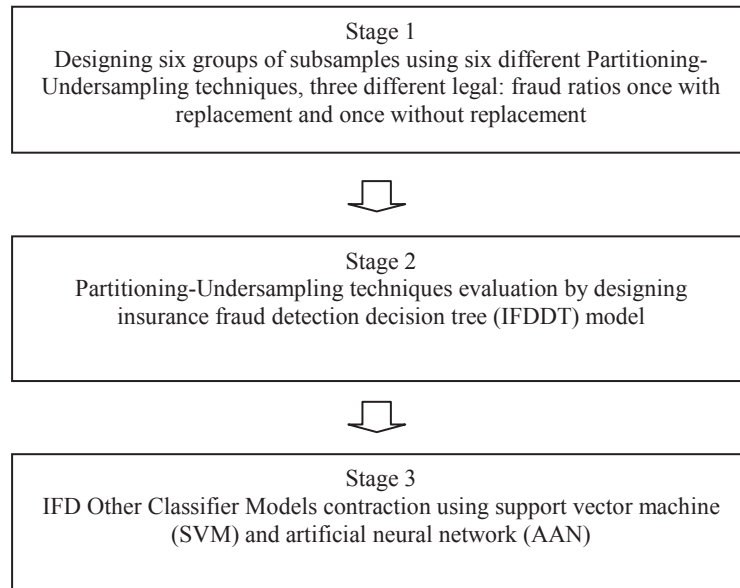 Stage 1
Designing six groups of subsamples using six different Partitioning-
Undersampling techniques, three different legal: fraud ratios once with
replacement and once without replacement
Stage 2
Partitioning-Undersampling techniques evaluation by designing
insurance fraud detection decision tree (IFDDT) model
Stage 3
IFD Other Classifier Models contraction using support vector machine
(SVM) and artificial neural network (AAN)